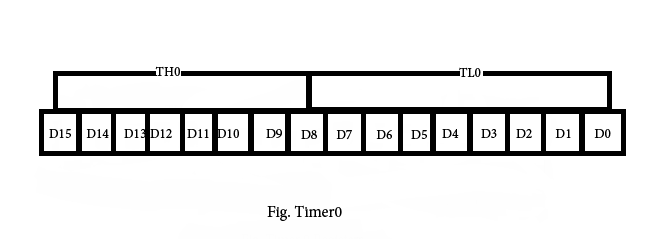 TH0 TL0
D15 D14 D13 D12 D11 D10 D9 D8 D7 D6 D5 D4 D3 D2 D1 D0
Fig. Timer0